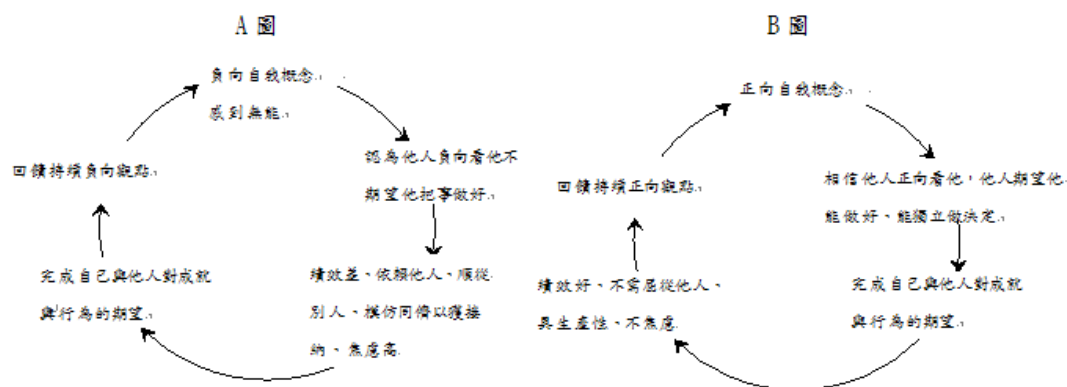 A 圖
負向自我概念
感到無能
認為他人負向看他不
期望他把事做好
績效差、依賴他人、順從
別人、模仿同儕以獲接
納、焦慮高
完成自己與他人對成就
與行為的期望
回饋持續負向觀點
B 圖
正向自我概念
相信他人正向看他，他人期望他
能做好、能獨立做決定
完成自己與他人對成就
與行為的期望
績效好、不需屈從他人、
具生產性、不焦慮
回饋持續正向觀點